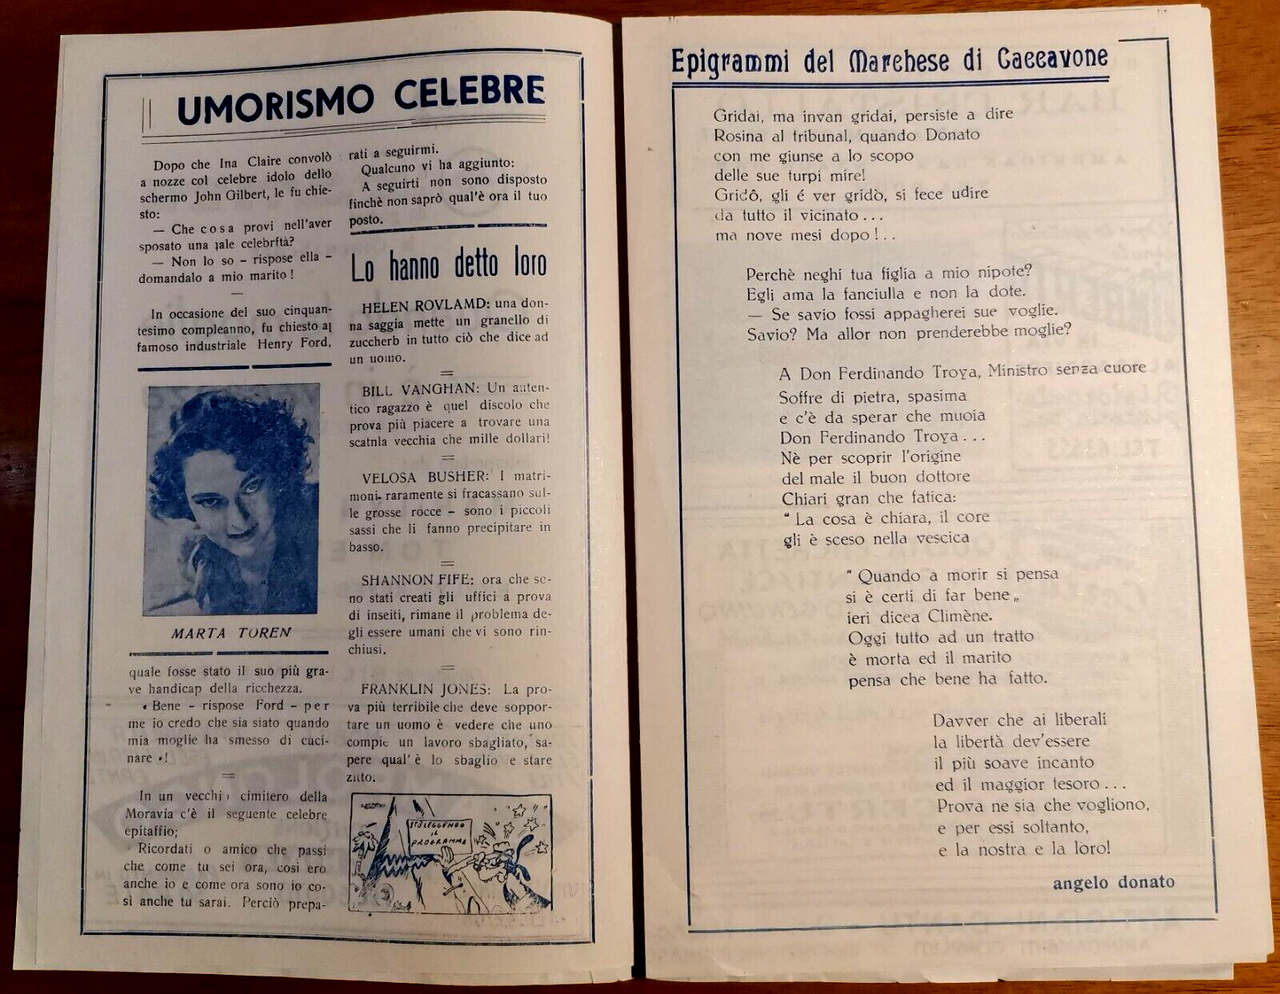 UMORISMO CELEBRE
Dopo che Ina Claire convolò
a nozze col celebre idolo dello
schermo John Gilbert, le fu chie-
sto:
— Che cosa provi nell'aver
sposato una tale celebrftà?
— Non lo so - rispose ella -
domandalo a mio marito !
In occasione del suo cinquan-
tesimo compleanno, fu chiesto al
famoso industriale Henry Ford,
MARTA TOREN
quale fosse stato il suo più gra-
ve handicap della ricchezza.
« Bene - rispose Ford - per
me io credo che sia siato quando
mia moglie ha smesso di cuci-
nare »!
In un vecchi, cimitero della
Moravia c'è il seguente celebre
epitaffio;
Ricordati o amico che passi
che come tu sei ora, così ero
anche io e come ora sono io co-
sì anche tu sarai. Perciò prepa-
rati a seguirmi.
Qualcuno vi ha aggiunto:
A seguirti non sono disposto
finchè non saprò qual'è ora il tuo
posto.
Lo hanno detto loro
HELEN ROVLAMD: una don-
na saggia mette un granello di
zuccherb in tutto ciò che dice ad
un uomo.
BILL VANGHAN: Un auten-
tico ragazzo è quel discolo che
prova più piacere a trovare una
scatnla vecchia che mille dollari!
VELOSA BUSHER: I matri-
moni. raramente si fracassano sul-
le grosse rocce - sono i piccoli
sassi che li fanno precipitare in
basso.
SHANNON FIFE: ora che so-
no stati creati gli uffici a prova
di inseiti, rimane il problema de-
gli essere umani che vi sono rin-
chiusi.
FRANKLIN JONES: La pro-
va più terribile che deve soppor-
tare un uomo è vedere che uno
compie un lavoro sbagliato, sa-
pere qual'è lo sbaglio e stare
zitto.
STO LEGGENDO
il
PROGRAMMA
Epigrammi del Marchese di Caccavone
Gridai, ma invan gridai, persiste a dire
Rosina al tribunal, quando Donato
con me giunse a lo scopo
delle sue turpi mire!
Gridô, gli é ver gridò, si fece udire
da tutto il vicinato . . .
ma nove mesi dopo ! . .
Perchè neghi tua figlia a mio nipote?
Egli ama la fanciulla e non la dote.
— Se savio fossi appagherei sue voglie.
Savio? Ma allor non prenderebbe moglie?
A Don Ferdinando Troya, Ministro senza cuore
Soffre di pietra, spasima
e c'è da sperar che muoia
Don Ferdinando Troya . . .
Nè per scoprir l'origine
del male il buon dottore
Chiari gran che fatica:
“ La cosa è chiara, il core
gli è sceso nella vescica
“ Quando a morir si pensa
si è certi di far bene „
ieri dicea Climène.
Oggi tutto ad un tratto
è morta ed il marito
pensa che bene ha fatto.
Davver che ai liberali
la libertà dev'essere
il più soave incanto
ed il maggior tesoro . . .
Prova ne sia che vogliono,
e per essi soltanto,
e la nostra e la loro!
angelo donato